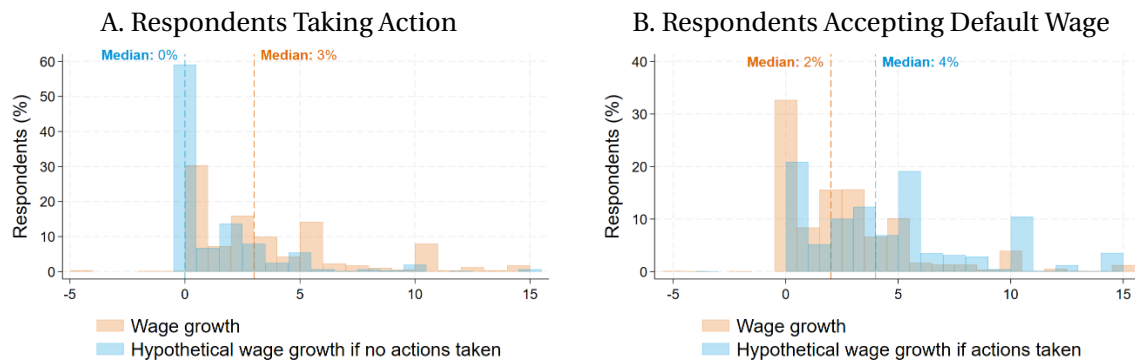 A. Respondents Taking Action
Median: 0%
Median: 3%
60
50
40
30
20
10
0
Respondents (%)
-5
0
5
10
15
Wage growth
Hypothetical wage growth if no actions taken
B. Respondents Accepting Default Wage
Median: 2%
Median: 4%
40
30
20
10
0
Respondents (%)
-5
0
5
10
15
Wage growth
Hypothetical wage growth if actions taken